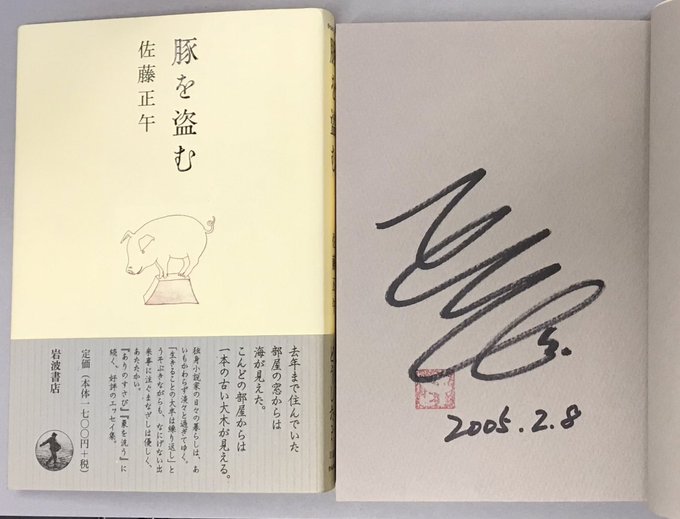 豚を盗む
佐藤正午
去年まで住んでいた
部屋の窓からは
海が見えた。
こんどの部屋からは
一本の古い大木が見える。
独身小説家の日々の暮らしは、あ
いもかわらず淡々と過ぎてゆく。
「生きることの大半は繰り返し」と
うそぶきながらも、なにげない出
来事に注ぐまなざしは優しく、
あたたかい。
『ありのすさび』『象を洗う』に
続く、好評のエッセイ集。
定価(本体一七〇〇円+税)
岩波書店
2005.2.8